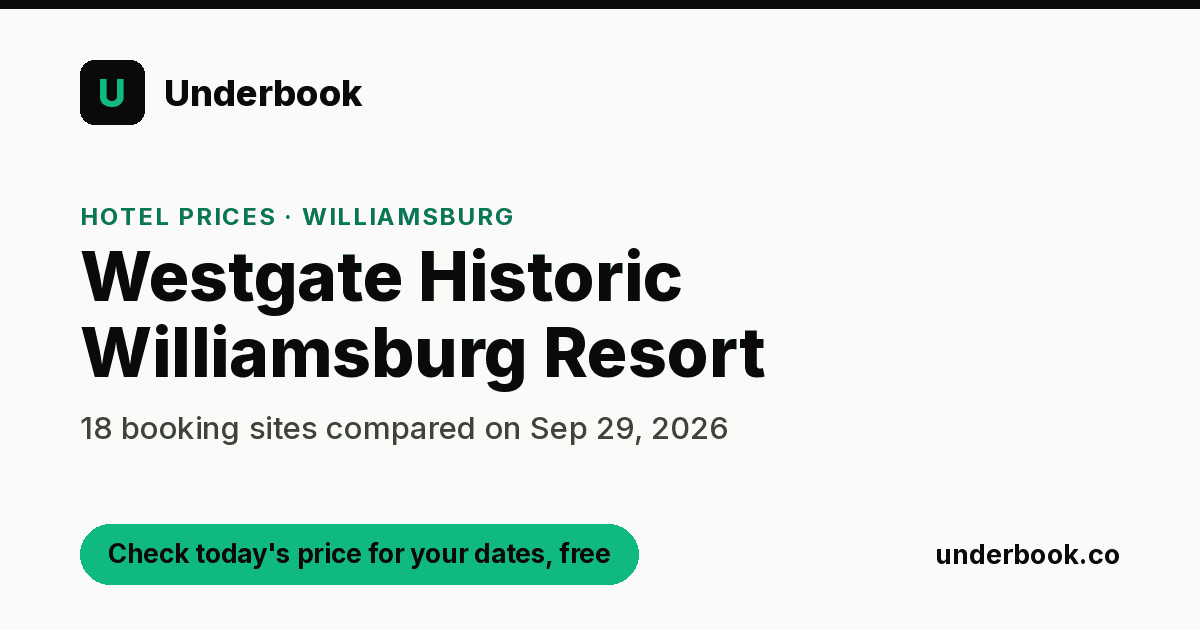 U Underbook
HOTEL PRICES · WILLIAMSBURG
Westgate Historic
Williamsburg Resort
18 booking sites compared on Sep 29, 2026
Check today's price for your dates, free
underbook.co